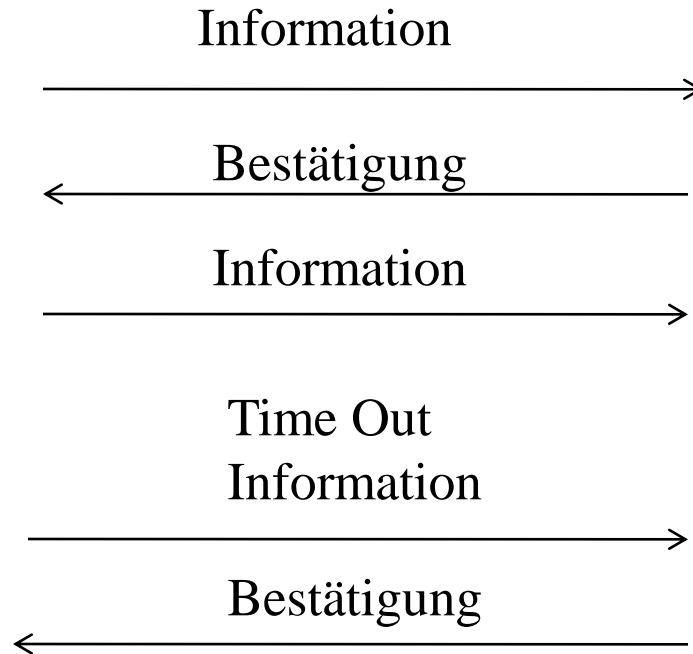 Information
Bestätigung
Information
Time Out
Information
Bestätigung